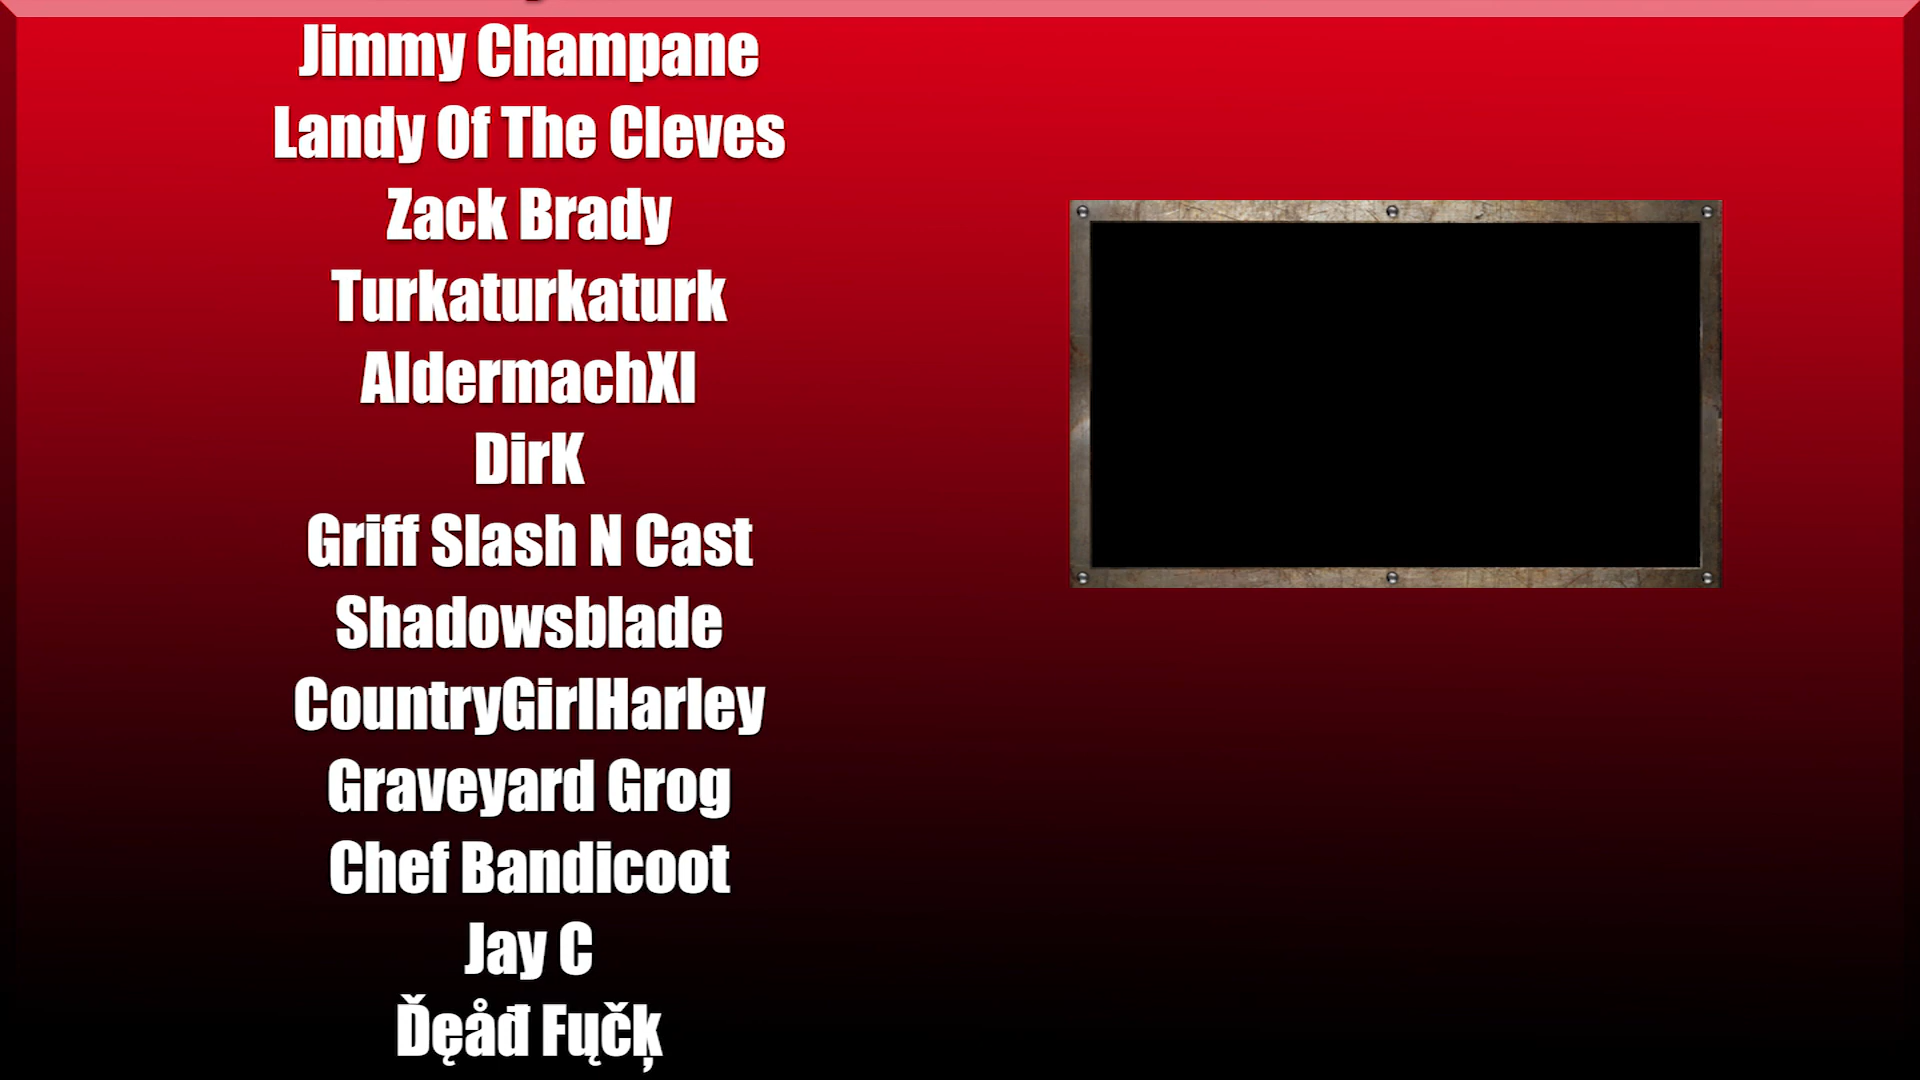 Jimmy Champane
Landy Of The Cleves
Zack Brady
Turkaturkaturk
AldermachXI
DirK
Griff Slash N Cast
Shadowsblade
CountryGirlHarley
Graveyard Grog
Chef Bandicoot
Jay C
Ďęåđ Fųčķ